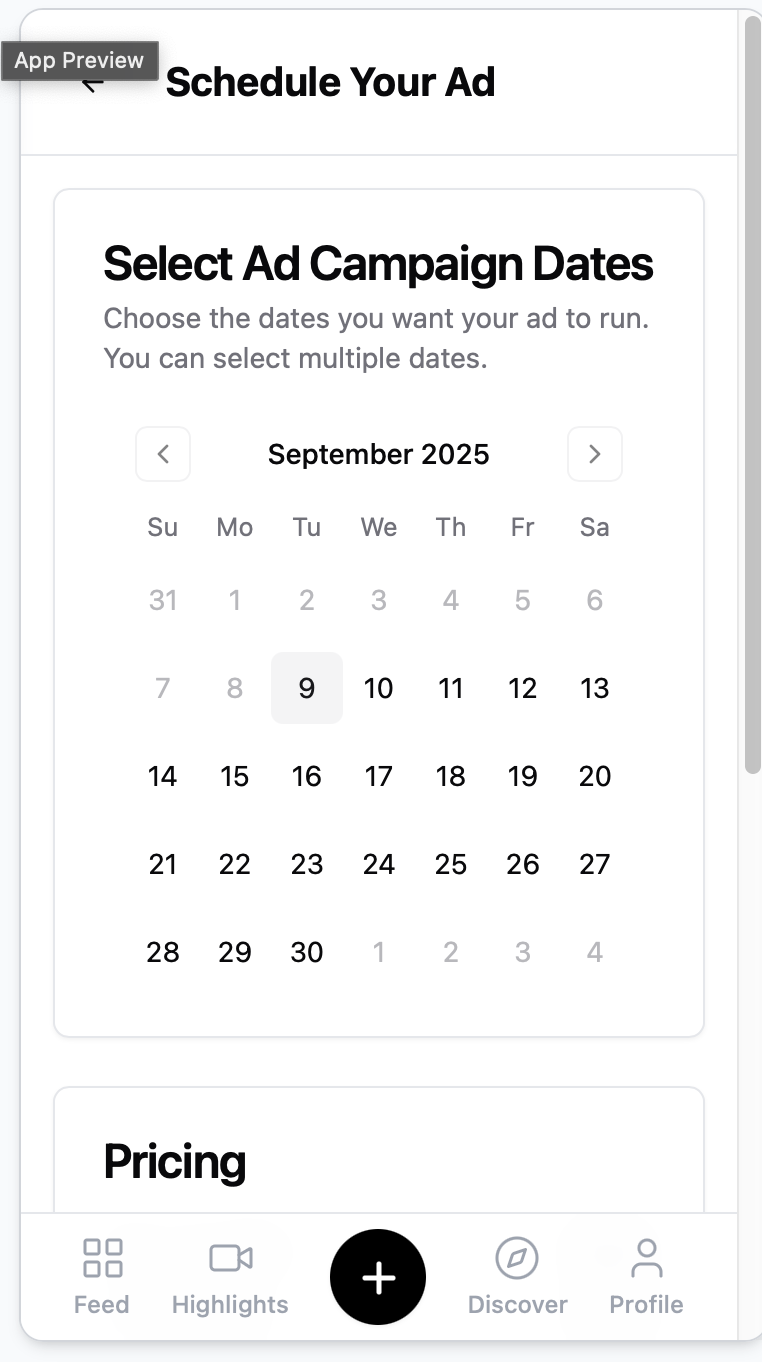 App Preview
Schedule Your Ad
Select Ad Campaign Dates
Choose the dates you want your ad to run.
You can select multiple dates.
September 2025
Su Mo Tu We Th Fr Sa
31 1 2 3 4 5 6
7 8 9 10 11 12 13
14 15 16 17 18 19 20
21 22 23 24 25 26 27
28 29 30 1 2 3 4
Pricing
Feed Highlights Discover Profile